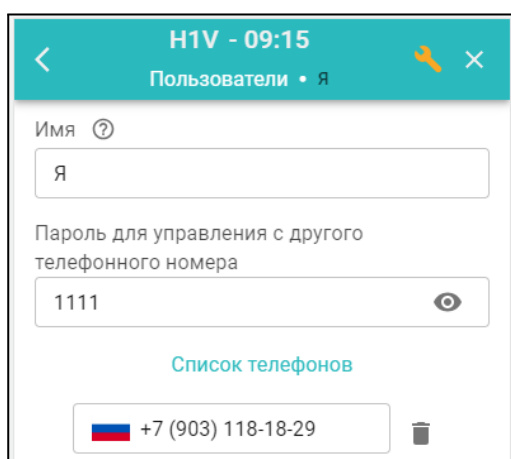 H1V - 09:15
Пользователи • Я
Имя
Я
Пароль для управления с другого
телефонного номера
1111
Список телефонов
+7 (903) 118-18-29